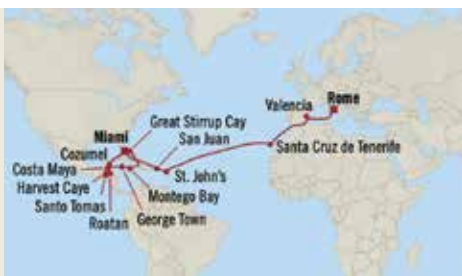 Rome
Valencia
Great Stirrup Cay
Miami
San Juan
Cozumel
Santa Cruz de Tenerife
Costa Maya
St. John's
Harvest Caye
Montego Bay
Santo Tomas
George Town
Roatan